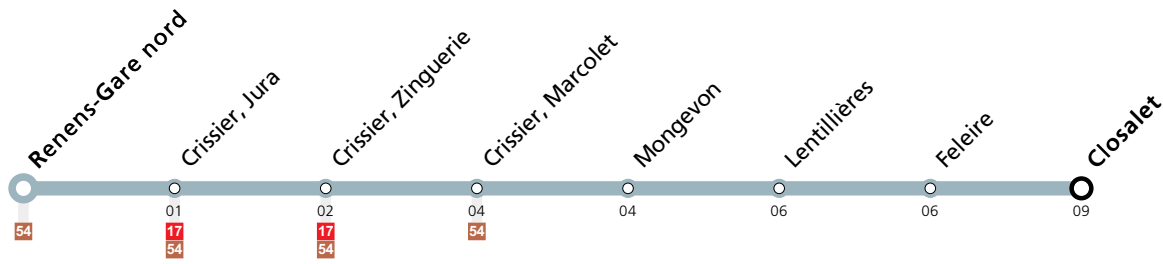 Renens-Gare nord
Crissier, Jura
Crissier, Zinguerie
Crissier, Marcolet
Mongevon
Lentillières
Feleire
Closalet
01
02
04
04
06
06
09
54
17
17
54
54
54